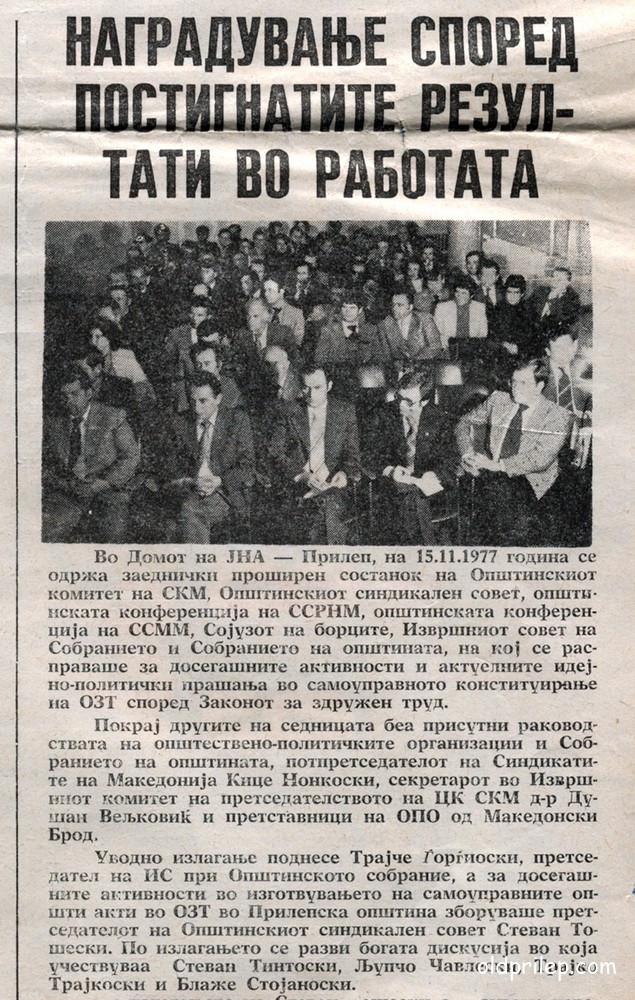 НАГРАДУВАЊЕ СПОРЕД
ПОСТИГНАТИТЕ РЕЗУЛ-
ТАТИ ВО РАБОТАТА
Во Домот на ЈНА — Прилеп, на 15.11.1977 година се
одржа заеднички проширен состанок на Општинскиот
комитет на СКМ, Општинскиот синдикален совет, општи-
нската конференција на ССРНМ, општинската конферен-
ција на ССММ, Сојузот на борците, Извршниот совет на
Собранието и Собранието на општината, на кој се рас-
праваше за досегашните активности и актуелните идеј-
но-политички прашања во самоуправното конституирање
на ОЗТ според Законот за здружен труд.
Покрај другите на седницата беа присутни раковод-
ствата на општествено-политичките организации и Соб-
ранието на општината, потпретседателот на Синдикати-
те на Македонија Кице Нонкоски, секретарот во Изврш-
ниот комитет на претседателството на ЦК СКМ д-р Ду-
шан Вељковиќ и претставници на ОПО од Македонски
Брод.
Уводно излагање поднесе Трајче Ѓорѓиоски, претсе-
дател на ИС при Општинското собрание, а за досегаш-
ните активности во изготвувањето на самоуправните оп-
шти акти во ОЗТ во Прилепска општина зборуваше прет-
седателот на Општинскиот синдикален совет Стеван То-
шески. По излагањето се разви богата дискусија во која
учествуваа Стеван Тинтоски, Љупчо Чавлески,
Трајкоски и Блаже Стојаноски.
oldprilep.com